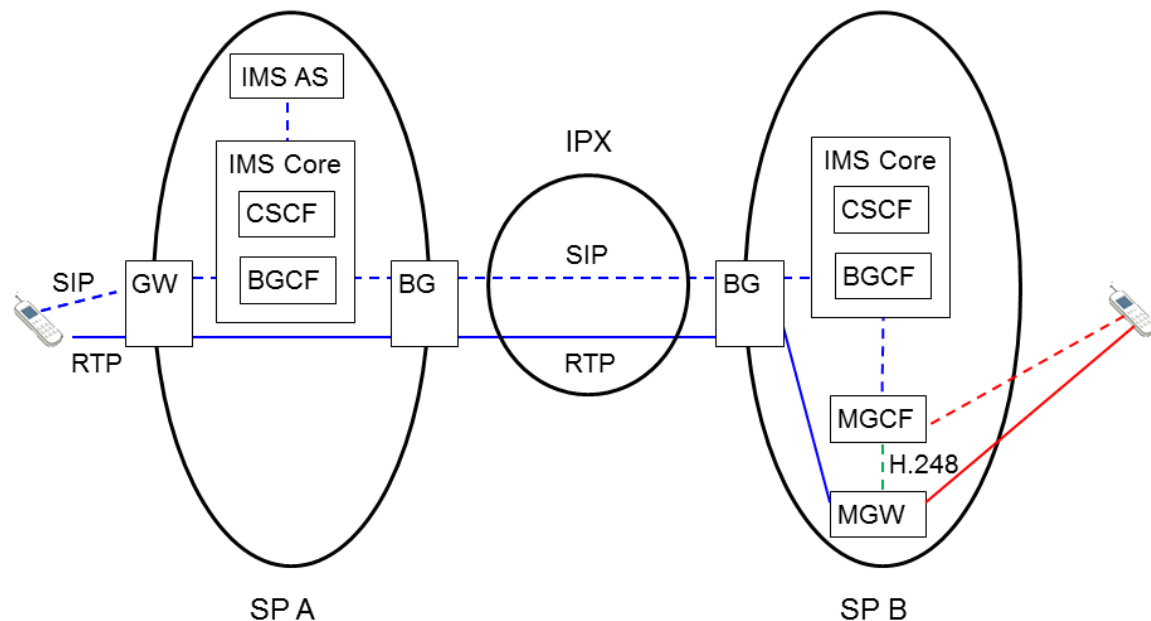 IMS AS
IMS Core
CSCF
BGCF
SIP
GW
BG
RTP
SP A
IPX
SIP
RTP
BG
IMS Core
CSCF
BGCF
MGCF
H.248
MGW
SP B